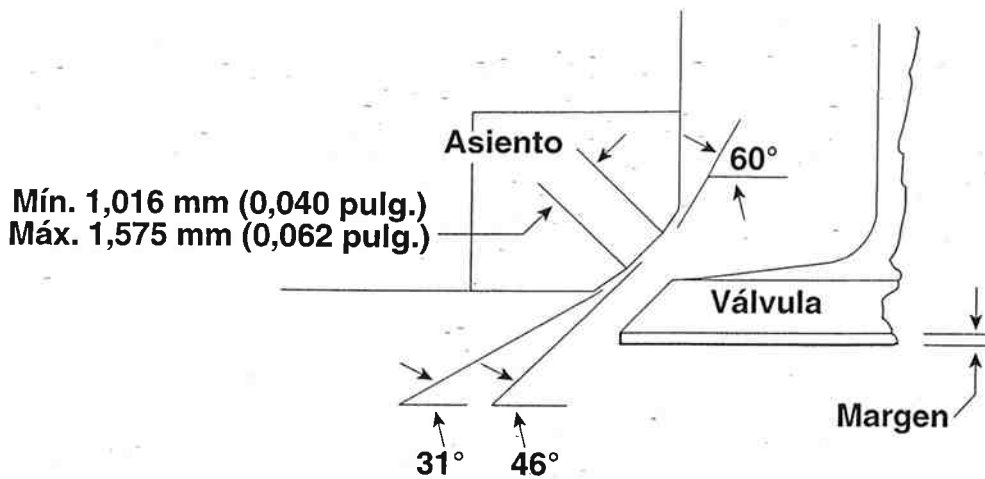 Asiento
60°
Mín. 1,016 mm (0,040 pulg.)
Máx. 1,575 mm (0,062 pulg.)
Válvula
Margen
31°
46°